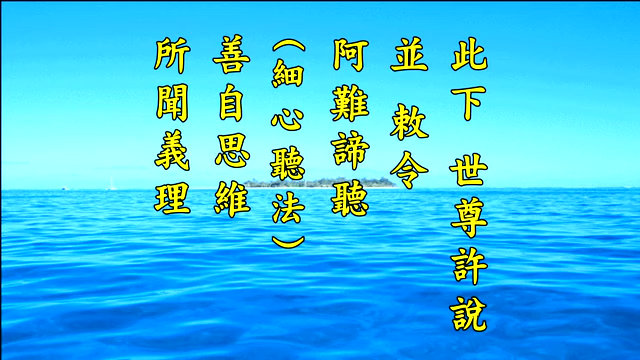 此下 世尊許說
並 敕令
阿難諦聽
（細心聽法）
善自思維
所聞義理